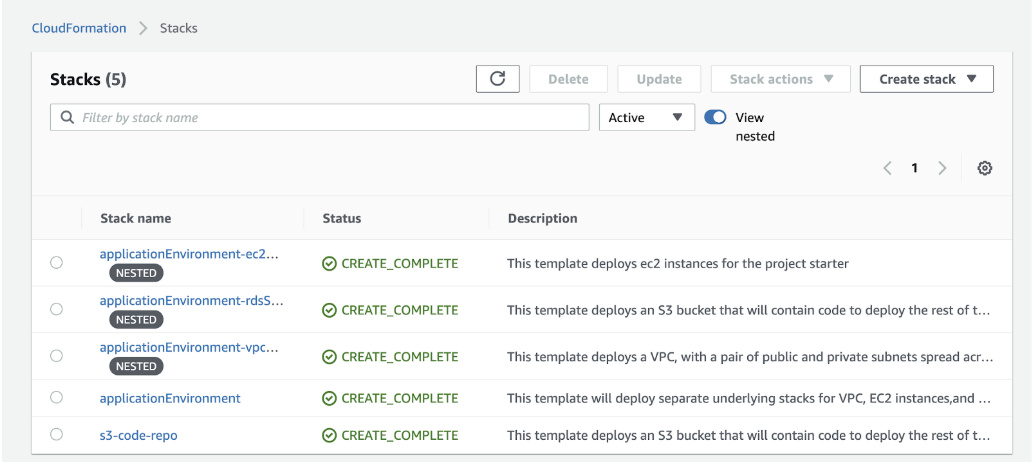 CloudFormation > Stacks
Stacks (5)
Delete
Update
Stack actions
Create stack
Filter by stack name
Active
View
nested
1
Stack name Status Description
applicationEnvironment-ec2...
NESTED
CREATE_COMPLETE
This template deploys ec2 instances for the project starter
applicationEnvironment-rdsS...
NESTED
CREATE_COMPLETE
This template deploys an S3 bucket that will contain code to deploy the rest of t...
applicationEnvironment-vpc...
NESTED
CREATE_COMPLETE
This template deploys a VPC, with a pair of public and private subnets spread acr...
applicationEnvironment
CREATE_COMPLETE
This template will deploy separate underlying stacks for VPC, EC2 instances,and ...
s3-code-repo
CREATE_COMPLETE
This template deploys an S3 bucket that will contain code to deploy the rest of t...